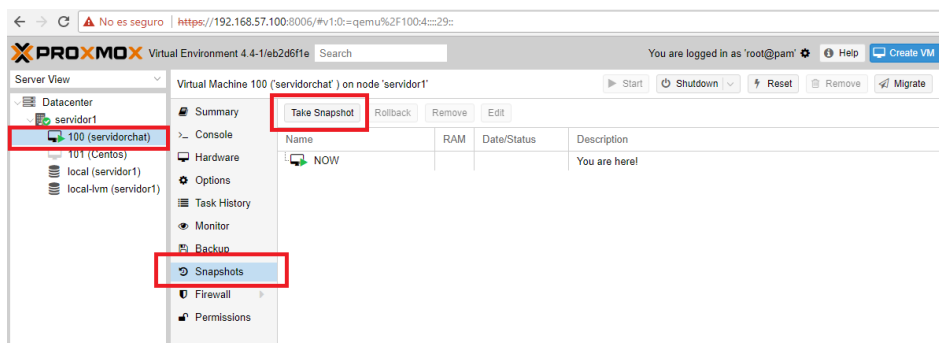 No es seguro | https://192.168.57.100:8006/#v1:0:=qemu%2F100:4::::29::
PROXMOX Virtual Environment 4.4-1/eb2d6f1e Search You are logged in as 'root@pam' Help Create VM
Server View
Virtual Machine 100 ('servidorchat' ) on node 'servidor1' Start Shutdown Reset Remove Migrate
Datacenter
servidor1
100 (servidorchat)
101 (Centos)
local (servidor1)
local-lvm (servidor1)
Summary
Console
Hardware
Options
Task History
Monitor
Backup
Snapshots
Firewall
Permissions
Take Snapshot Rollback Remove Edit
Name RAM Date/Status Description
NOW You are here!